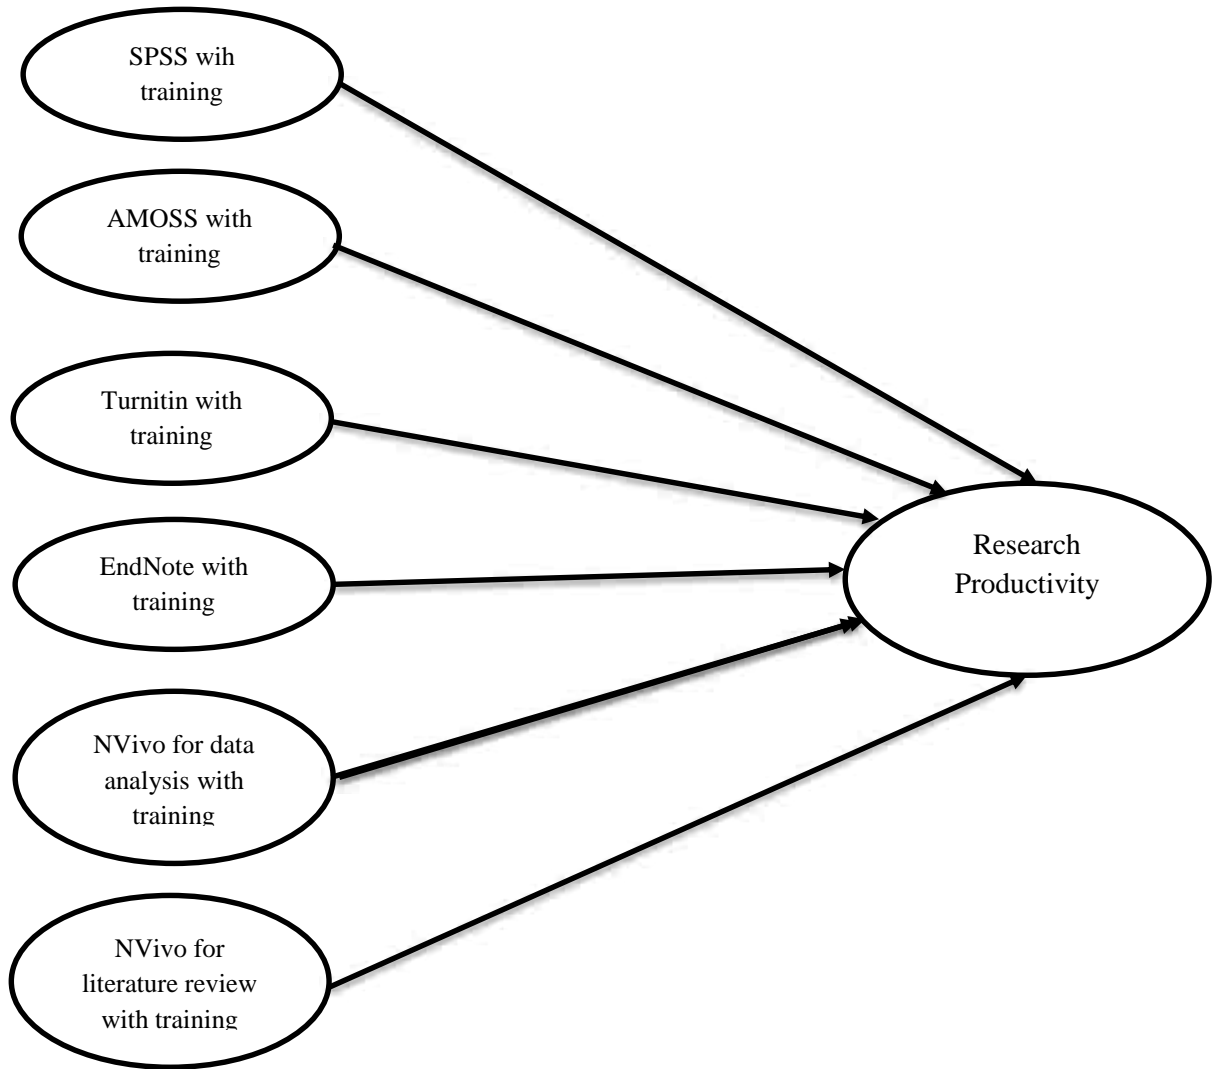 SPSS wih
training
AMOSS with
training
Turnitin with
training
EndNote with
training
NVivo for data
analysis with
training
NVivo for
literature review
with training
Research
Productivity